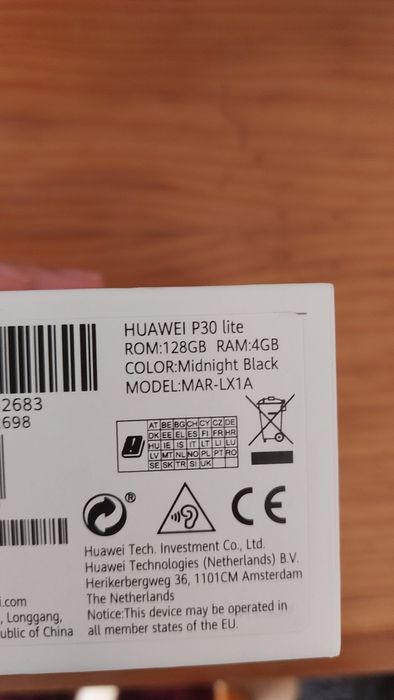 HUAWEI P30 lite
ROM:128GB RAM:4GB
COLOR:Midnight Black
MODEL:MAR-LX1A
2683
698
AT BE BG CH CY CZ DE
DK EE EL ES FI FR HR
HU IE IS IT LT LI LU
LV MT NL NO PL PT RO
SE SK TR SI UK
®
CE
Huawei Tech. Investment Co., Ltd.
Huawei Technologies (Netherlands) B.V.
Herikerbergweg 36, 1101CM Amsterdam
The Netherlands
Notice:This device may be operated in
all member states of the EU.
i.com
, Longgang,
ublic of China